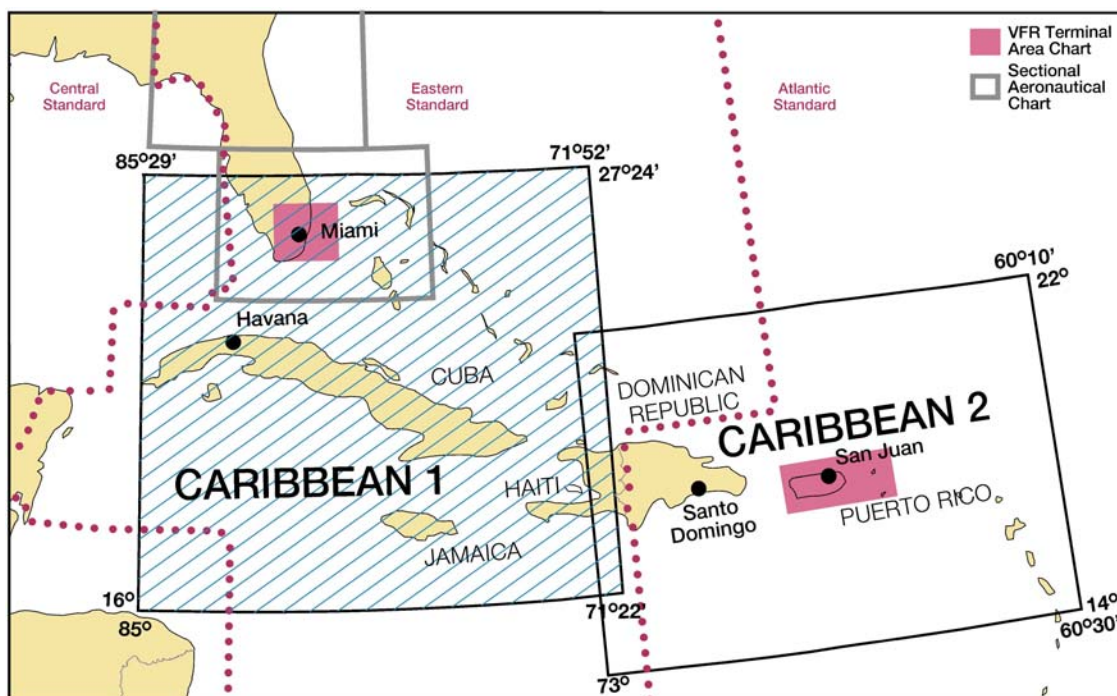 VFR Terminal
Area Chart
Sectional
Aeronautical
Chart
Central
Standard
Eastern
Standard
Atlantic
Standard
85°29'
71°52'
27°24'
Miami
60°10'
22°
Havana
CUBA
DOMINICAN
REPUBLIC
CARIBBEAN 2
San Juan
CARIBBEAN 1
HAITI
Santo
Domingo
PUERTO RICO
JAMAICA
16°
85°
71°22'
14°
60°30'
73°